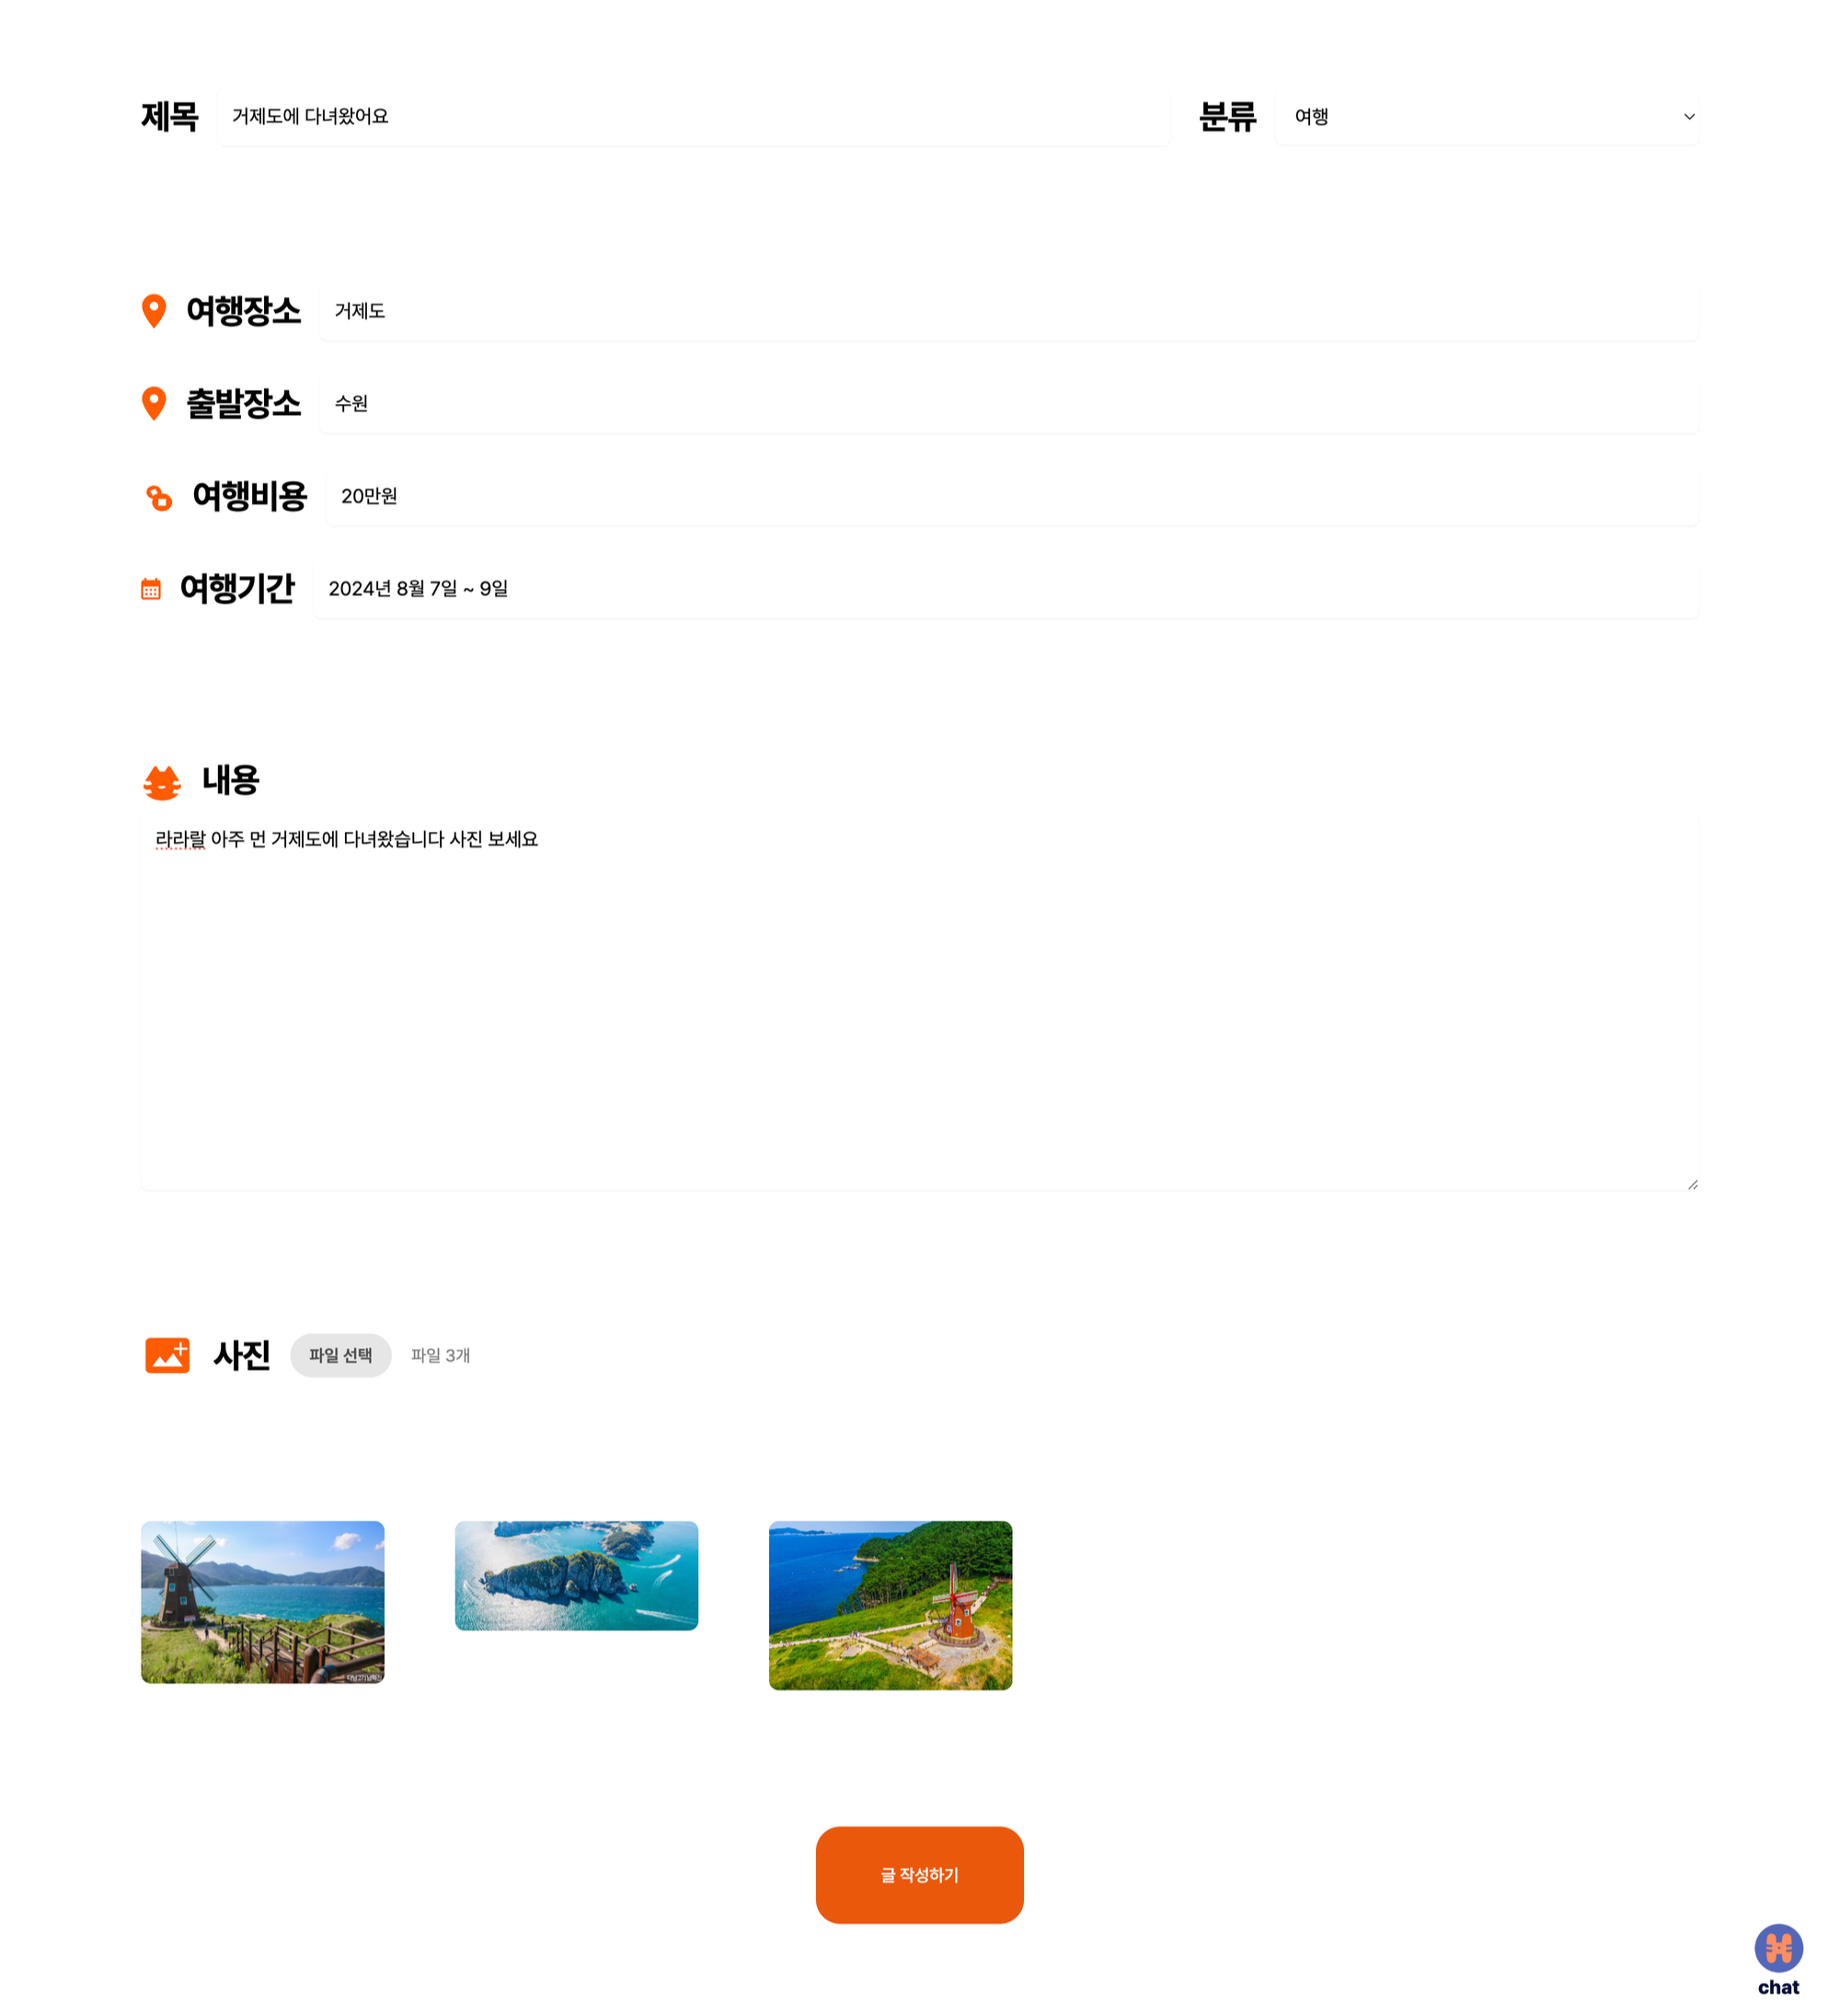 제목 거제도에 다녀왔어요 분류 여행
여행장소 거제도
출발장소 수원
여행비용 20만원
여행기간 2024년 8월 7일 ~ 9일
내용
라라랄 아주 먼 거제도에 다녀왔습니다 사진 보세요
사진 파일 선택 파일 3개
글 작성하기
chat